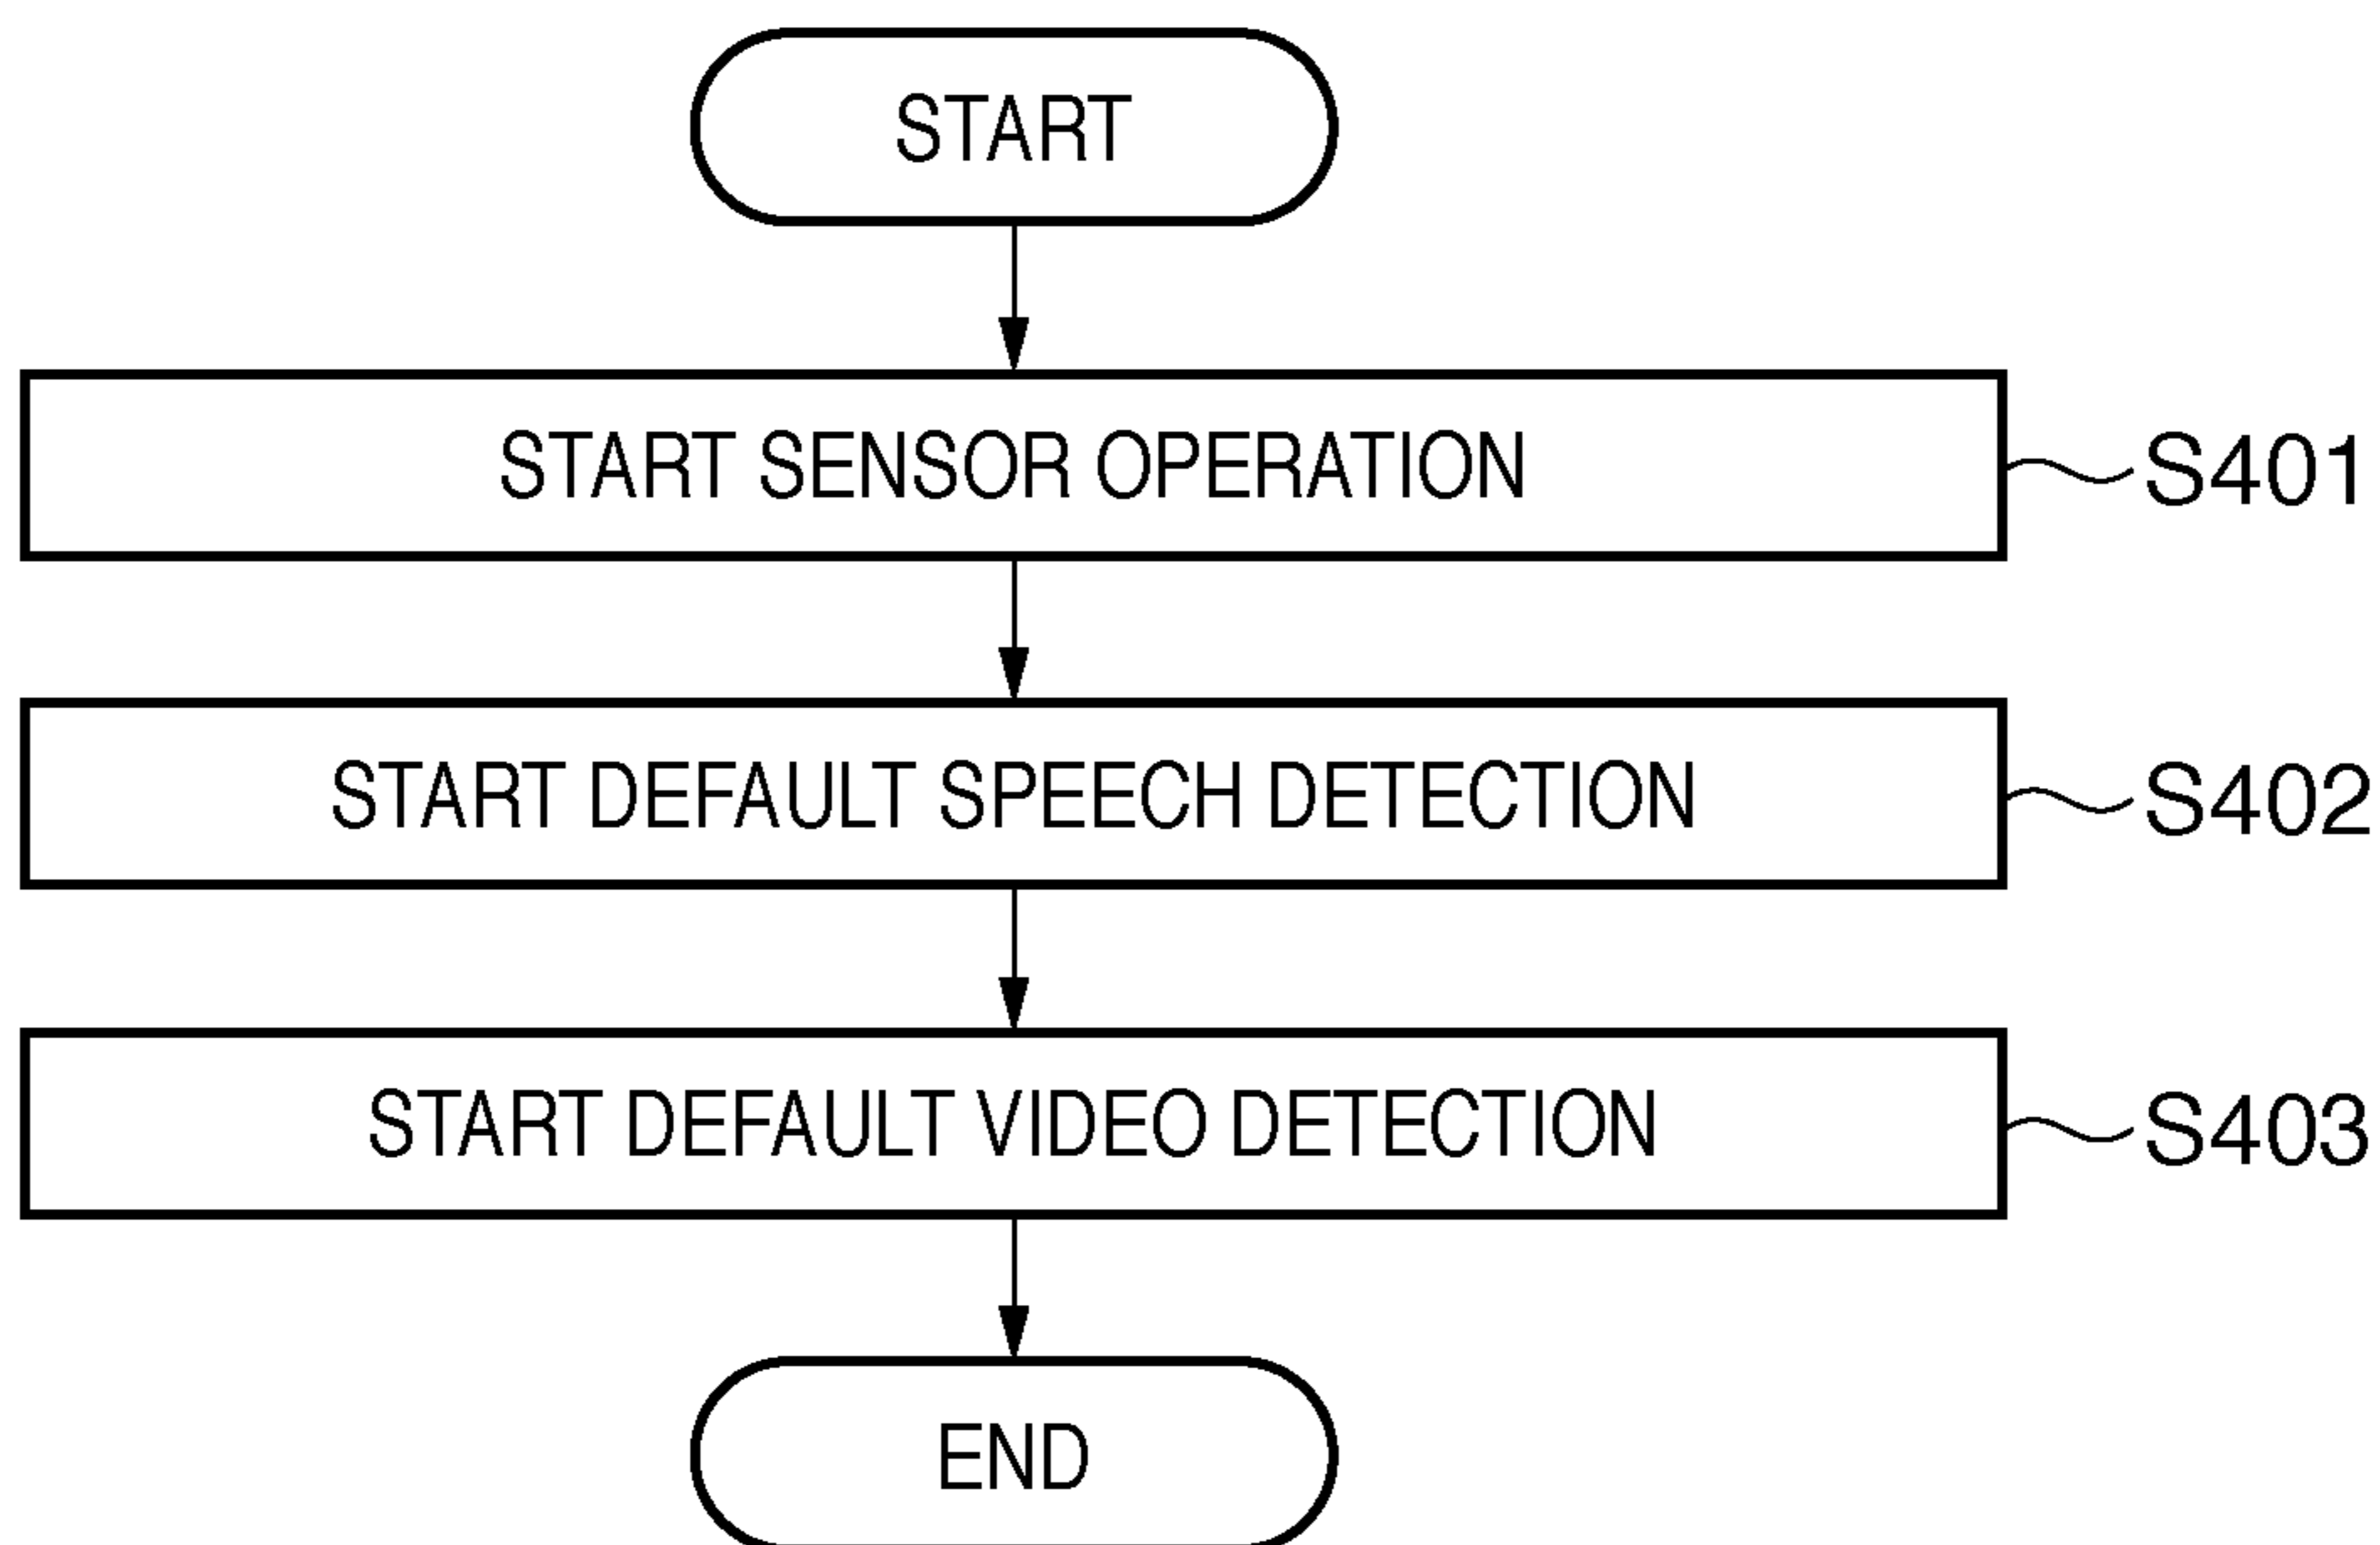 START
START SENSOR OPERATION
S401
START DEFAULT SPEECH DETECTION
S402
START DEFAULT VIDEO DETECTION
S403
END